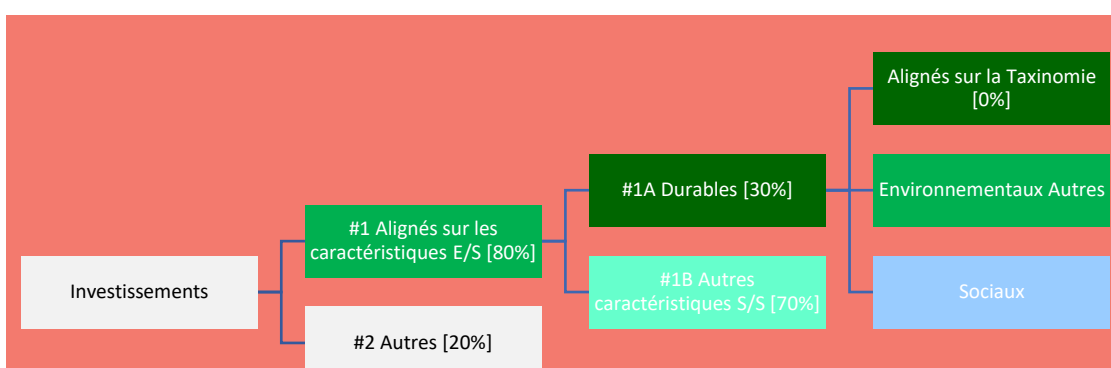 Investissements
#1 Alignés sur les
caractéristiques E/S [80%]
#2 Autres [20%]
#1A Durables [30%]
#1B Autres
caractéristiques S/S [70%]
Alignés sur la Taxinomie
[0%]
Environnementaux Autres
Sociaux